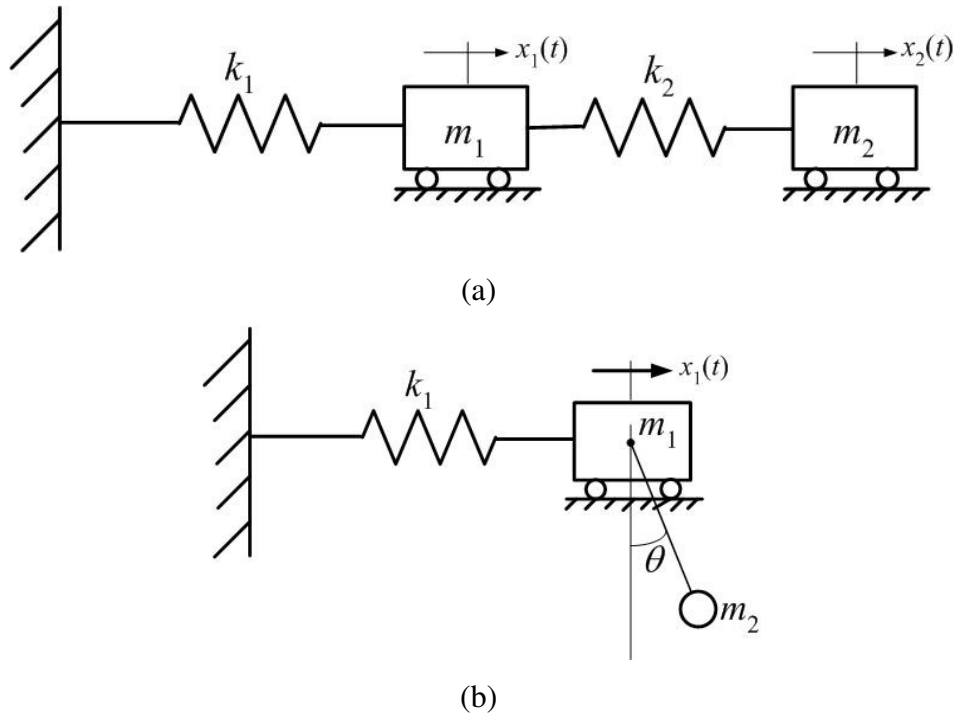 x₁(t) x₂(t)
k₁ k₂
m₁ m₂
(a)
x₁(t)
k₁
m₁
θ
m₂
(b)